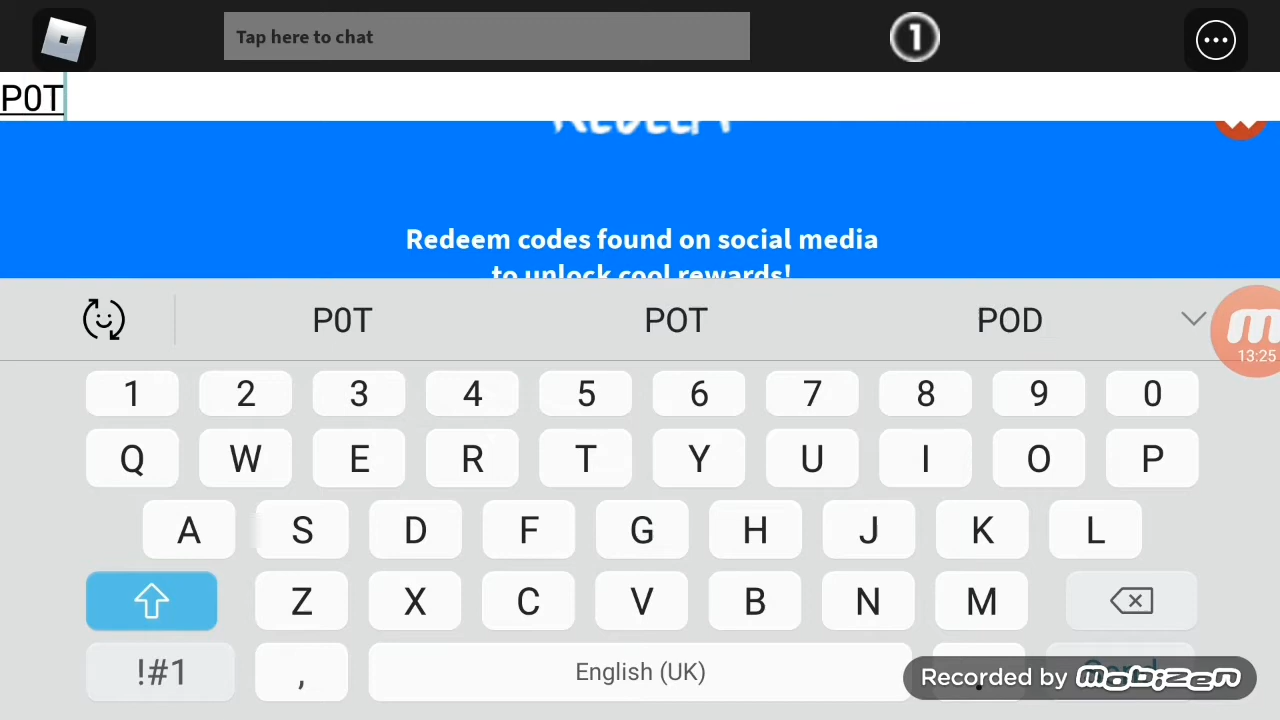 Tap here to chat
1
P0T
REDEEM
Redeem codes found on social media
to unlock cool rewards!
P0T POT POD
13:25
1 2 3 4 5 6 7 8 9 0
Q W E R T Y U I O P
A S D F G H J K L
Z X C V B N M
!#1 , English (UK) .
Recorded by MOBIZEN